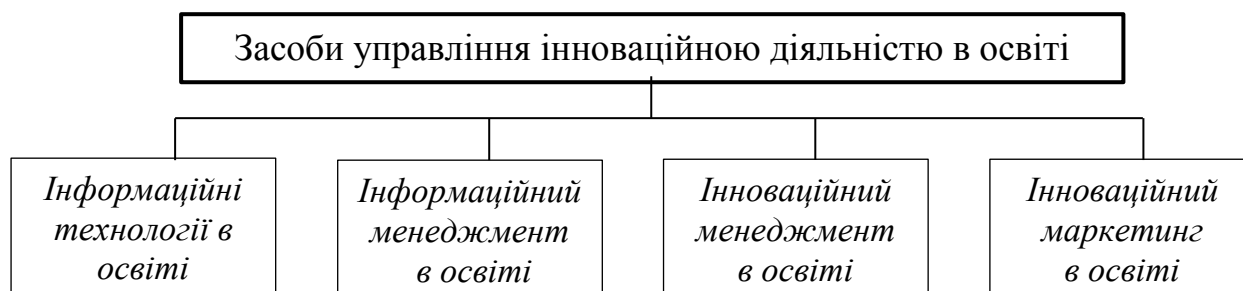 Засоби управління інноваційною діяльністю в освіті
Інформаційні
технології в
освіті
Інформаційний
менеджмент
в освіті
Інноваційний
менеджмент
в освіті
Інноваційний
маркетинг
в освіті